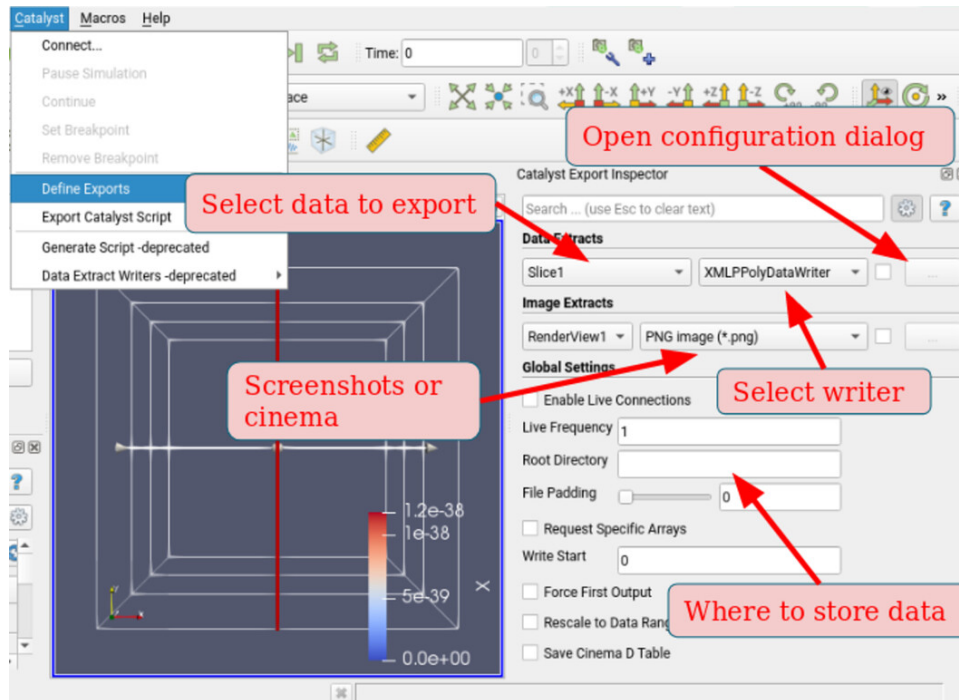 Catalyst Macros Help
Connect...
Pause Simulation
Continue
Set Breakpoint
Remove Breakpoint
Define Exports
Export Catalyst Script
Generate Script -deprecated
Data Extract Writers -deprecated
Time: 0
0
ace
+X -X +Y -Y +Z -Z
»
Open configuration dialog
Select data to export
Catalyst Export Inspector
Search ... (use Esc to clear text)
?
Data Extracts
Slice1
XMLPPolyDataWriter
...
Image Extracts
RenderView1
PNG image (*.png)
...
Global Settings
Screenshots or
cinema
Select writer
Enable Live Connections
Live Frequency 1
Root Directory
File Padding 0
Request Specific Arrays
Write Start 0
Force First Output
Where to store data
Rescale to Data Rang
Save Cinema D Table
?
1.2e-38
1e-38
5e-39
0.0e+00
X
Y
X